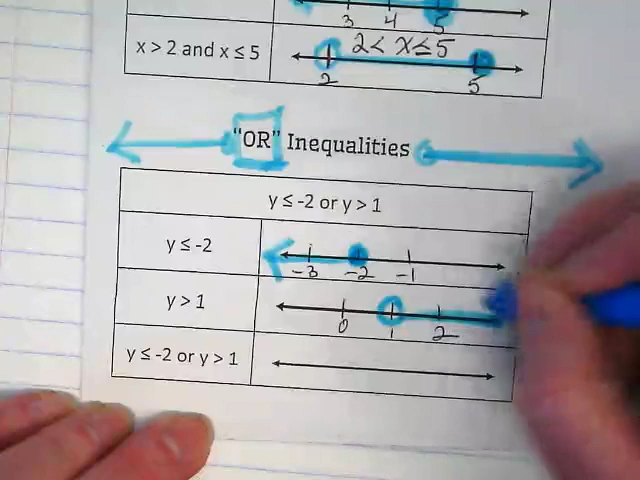 3 4 5
x > 2 and x ≤ 5
2 < x ≤ 5
2 5
"OR" Inequalities
y ≤ -2 or y > 1
y ≤ -2
-3 -2 -1
y > 1
0 1 2
y ≤ -2 or y > 1